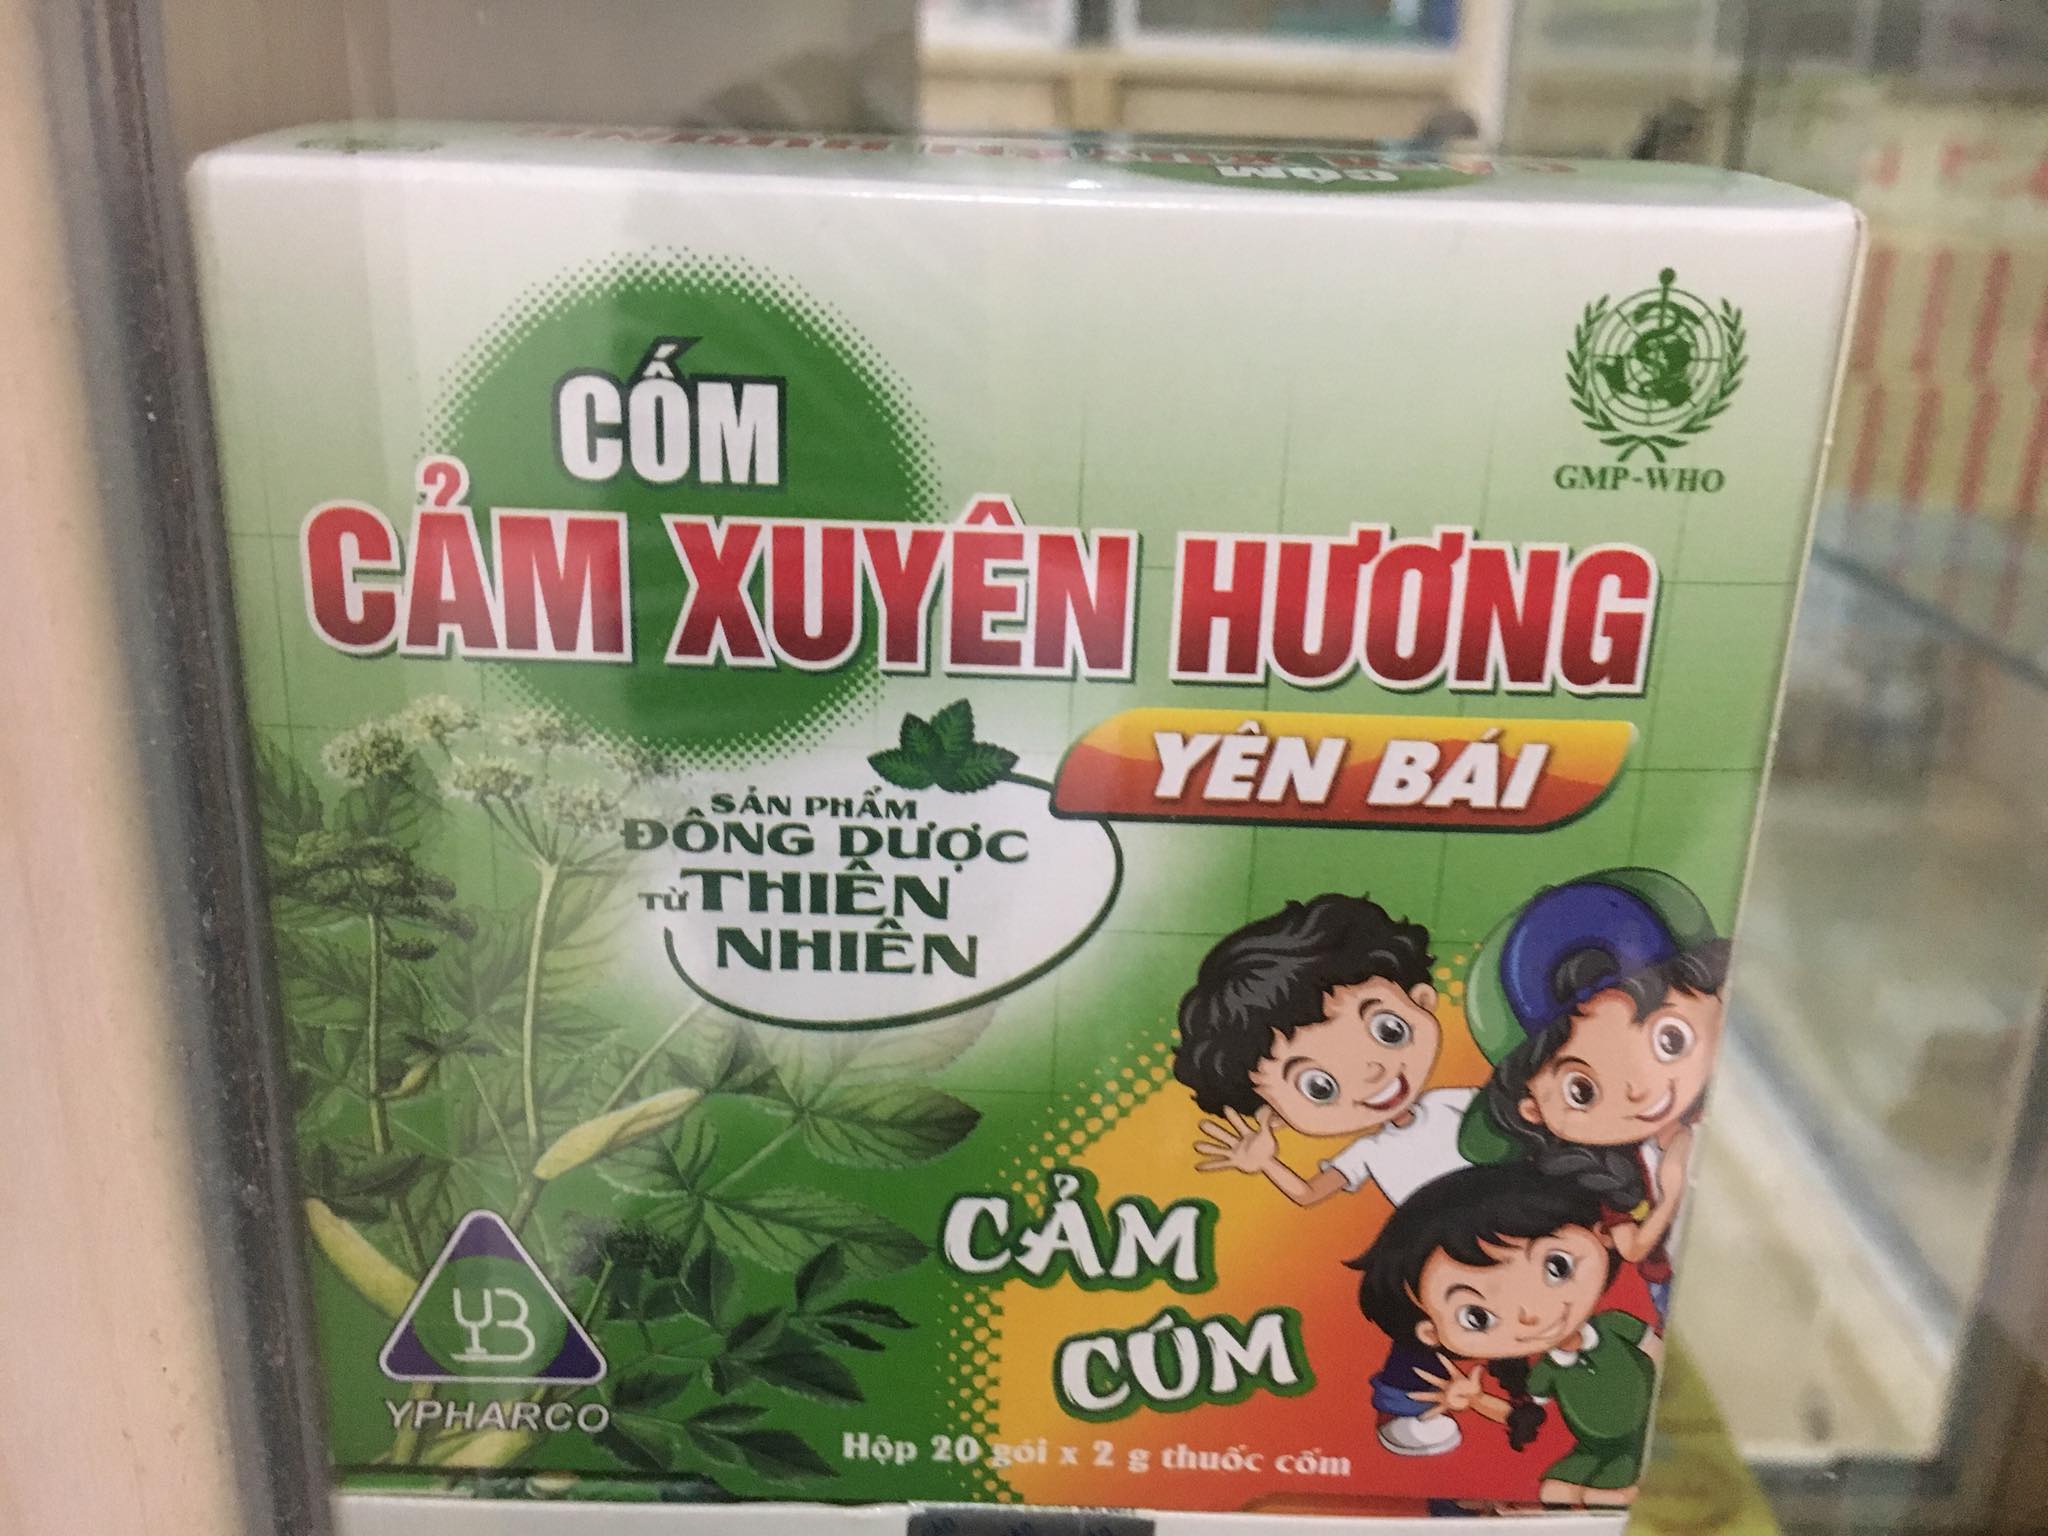 CỐM
CẢM XUYÊN HƯƠNG
YÊN BÁI
GMP-WHO
SẢN PHẨM
ĐÔNG DƯỢC
TỪ THIÊN
NHIÊN
CẢM
CÚM
YB
YPHARCO
Hộp 20 gói x 2 g thuốc cốm